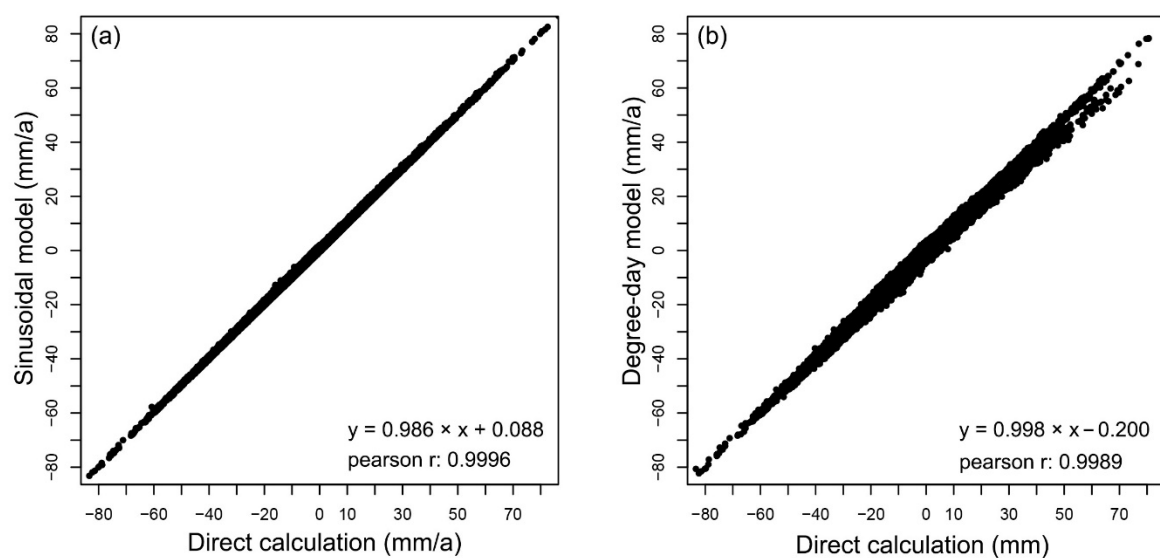 (a)
Sinusoidal model (mm/a)
80
60
40
20
0
−20
−40
−60
−80
y = 0.986 × x + 0.088
pearson r: 0.9996
−80 −60 −40 −20 0 10 30 50 70
Direct calculation (mm/a)
(b)
Degree-day model (mm/a)
80
60
40
20
0
−20
−40
−60
−80
y = 0.998 × x − 0.200
pearson r: 0.9989
−80 −60 −40 −20 0 10 30 50 70
Direct calculation (mm)